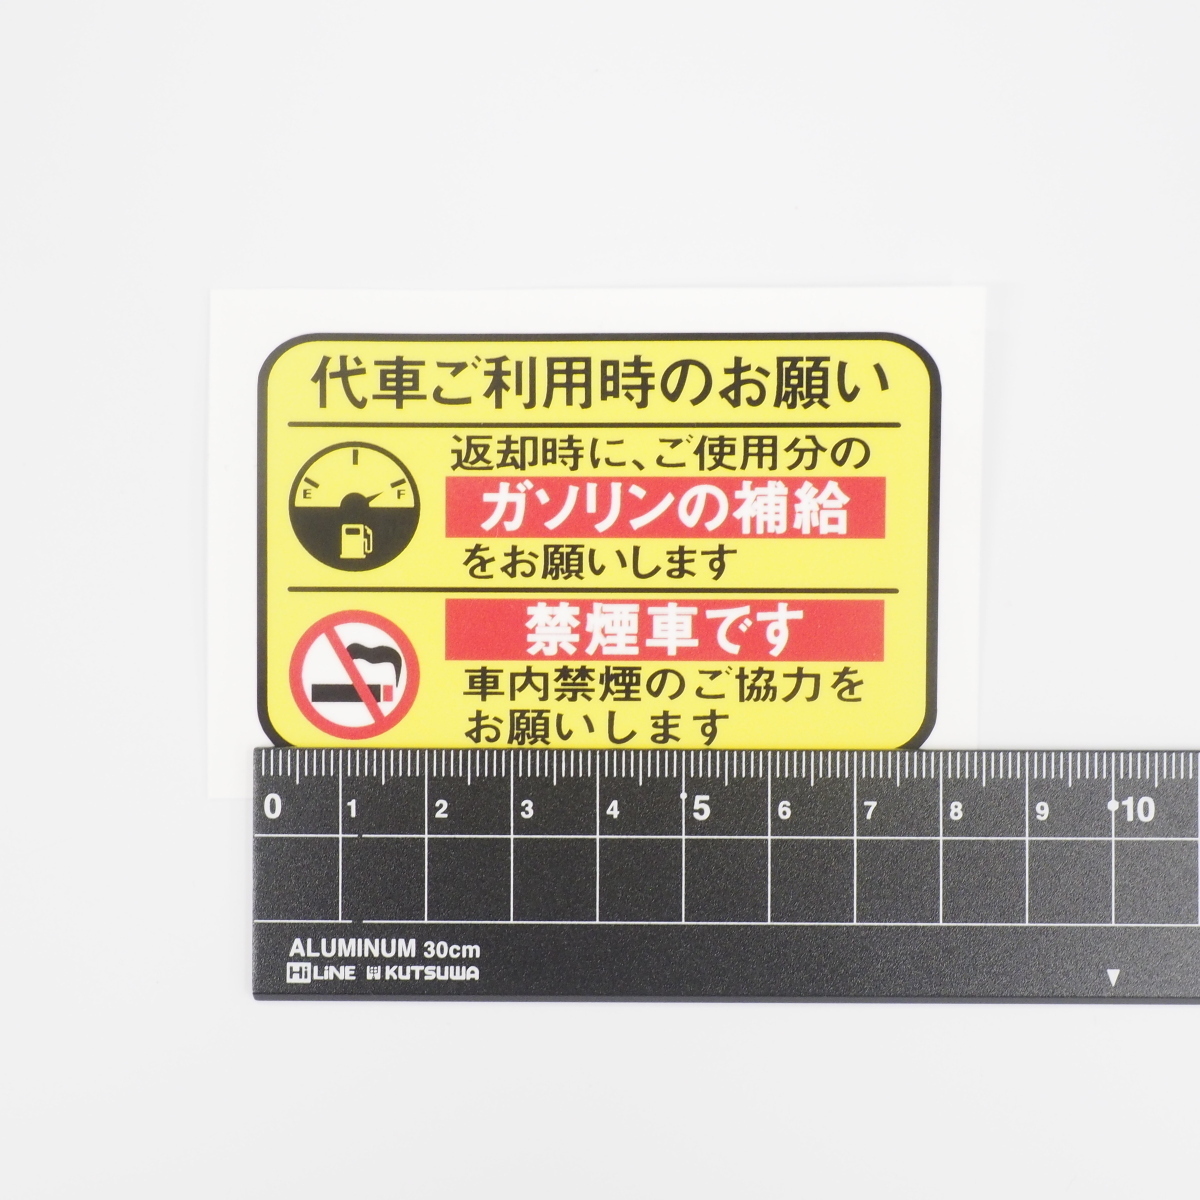 代車ご利用時のお願い
E F
返却時に、ご使用分の
ガソリンの補給
をお願いします
禁煙車です
車内禁煙のご協力を
お願いします
0 1 2 3 4 5 6 7 8 9 10
ALUMINUM 30cm
Hi LiNE KUTSUWA